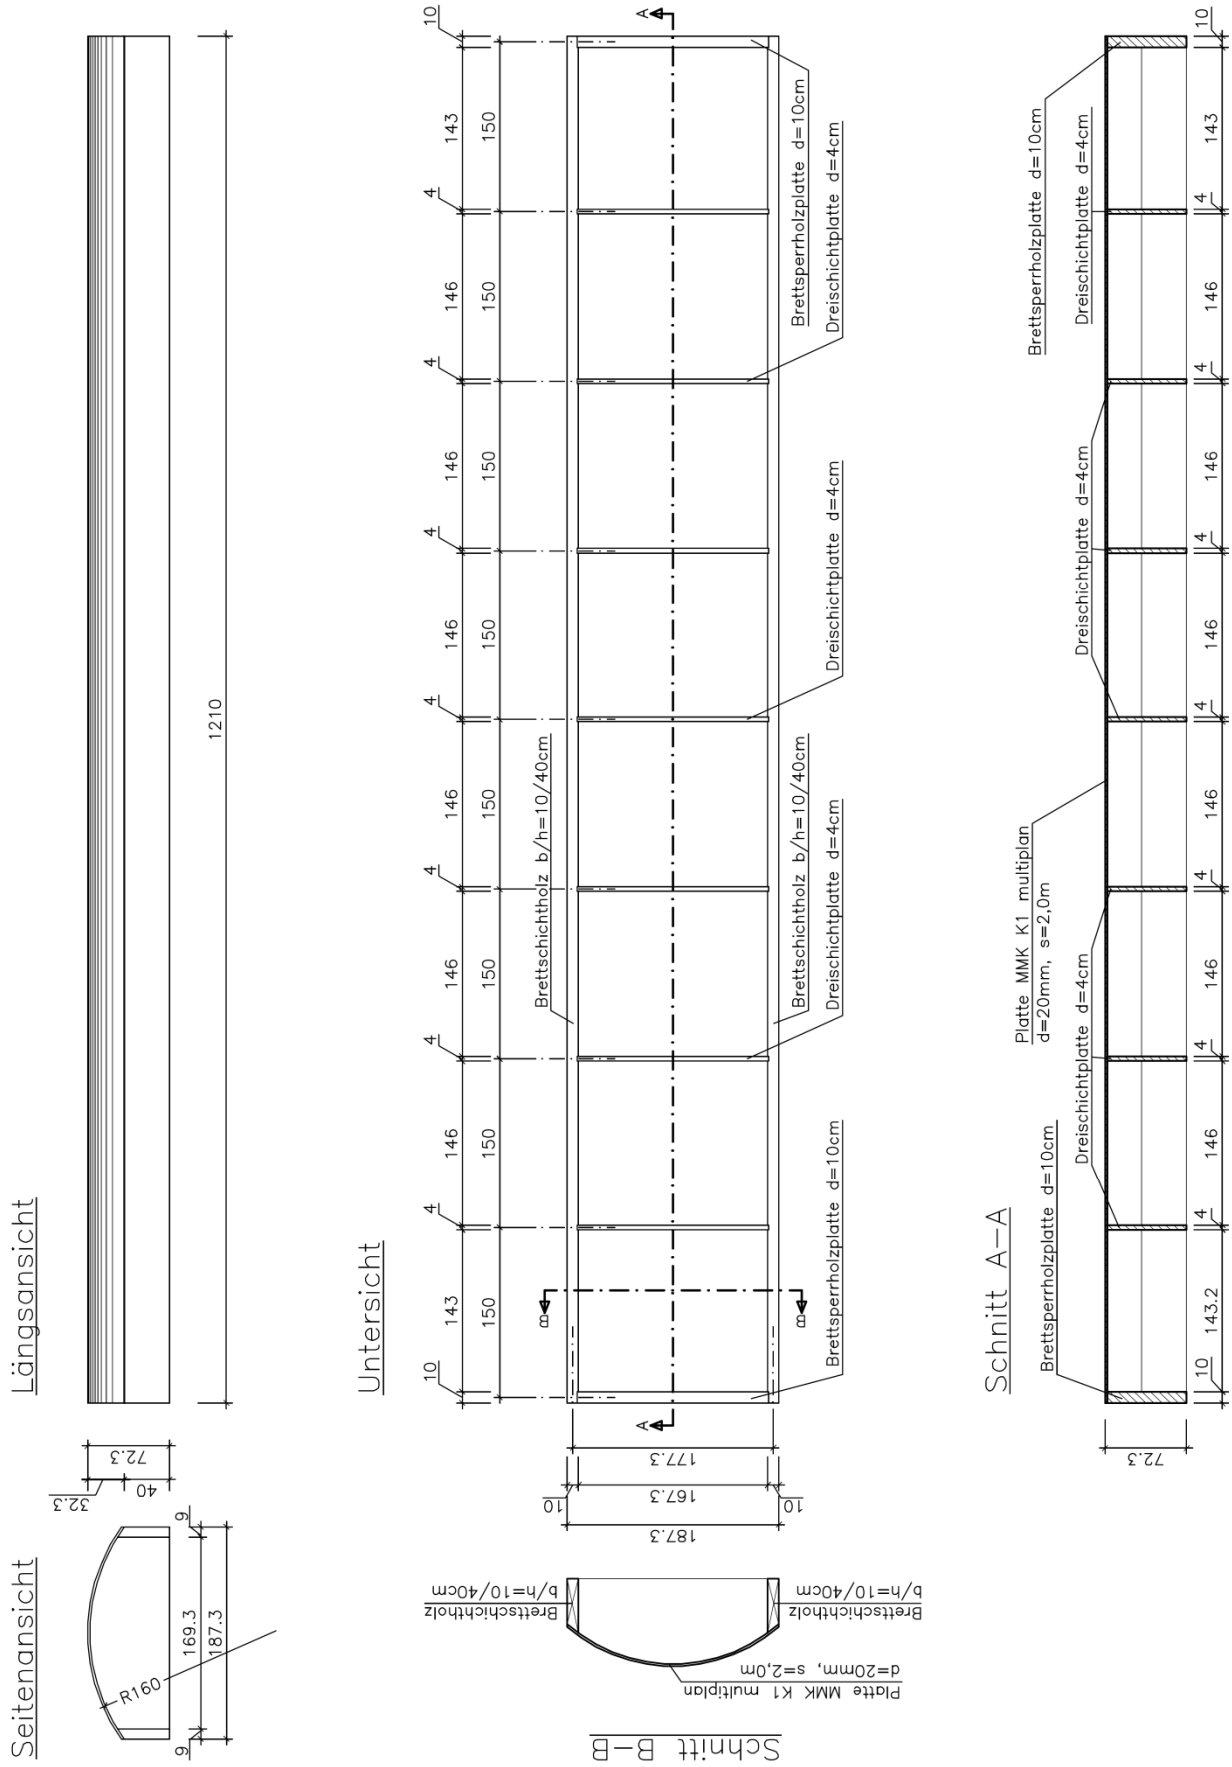 Seitenansicht
R160
9
169.3
9
187.3
32.3
40
72.3
Längsansicht
1210
Untersicht
10
143
4
146
4
146
4
146
4
146
4
146
4
146
4
143
10
150
150
150
150
150
150
150
150
Brettschichtholz b/h=10/40cm
B
B
A
A
Brettsperrholzplatte d=10cm
Brettschichtholz b/h=10/40cm
Brettsperrholzplatte d=10cm
Dreischichtplatte d=4cm
Dreischichtplatte d=4cm
Dreischichtplatte d=4cm
10
167.3
10
177.3
187.3
Schnitt B-B
Platte MMK K1 multiplan
d=20mm, s=2,0m
Brettschichtholz
b/h=10/40cm
Brettschichtholz
b/h=10/40cm
Schnitt A-A
Platte MMK K1 multiplan
d=20mm, s=2,0m
Brettsperrholzplatte d=10cm
Brettsperrholzplatte d=10cm
Dreischichtplatte d=4cm
Dreischichtplatte d=4cm
Dreischichtplatte d=4cm
72.3
10
143.2
4
146
4
146
4
146
4
146
4
146
4
146
4
143
10